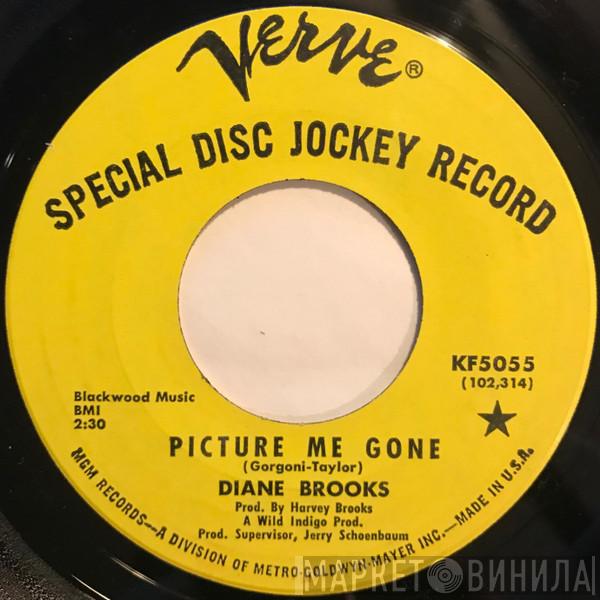 Verve®
SPECIAL DISC JOCKEY RECORD
KF5055
(102,314)
★
Blackwood Music
BMI
2:30
PICTURE ME GONE
(Gorgoni-Taylor)
DIANE BROOKS
Prod. By Harvey Brooks
A Wild Indigo Prod.
Prod. Supervisor, Jerry Schoenbaum
MGM RECORDS—A DIVISION OF METRO-GOLDWYN-MAYER INC.—MADE IN U.S.A.
МАРКЕТ ВИНИЛА